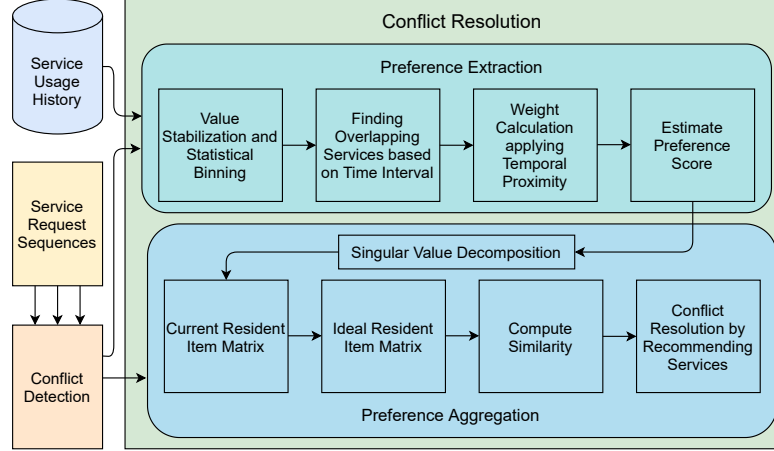 Conflict Resolution
Service
Usage
History
Preference Extraction
Value
Stabilization and
Statistical
Binning
Finding
Overlapping
Services based
on Time Interval
Weight
Calculation
applying
Temporal
Proximity
Estimate
Preference
Score
Service
Request
Sequences
Singular Value Decomposition
Current Resident
Item Matrix
Ideal Resident
Item Matrix
Compute
Similarity
Conflict
Resolution by
Recommending
Services
Conflict
Detection
Preference Aggregation